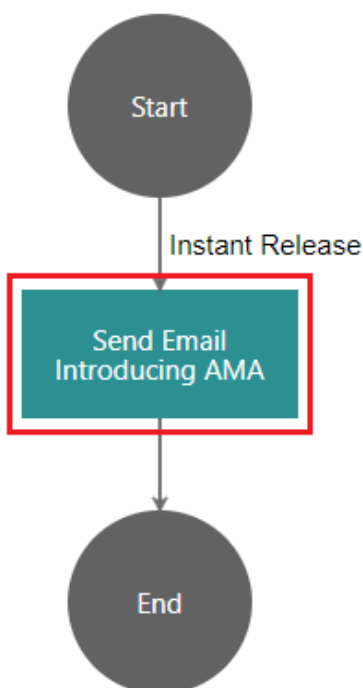 Start
Instant Release
Send Email
Introducing AMA
End